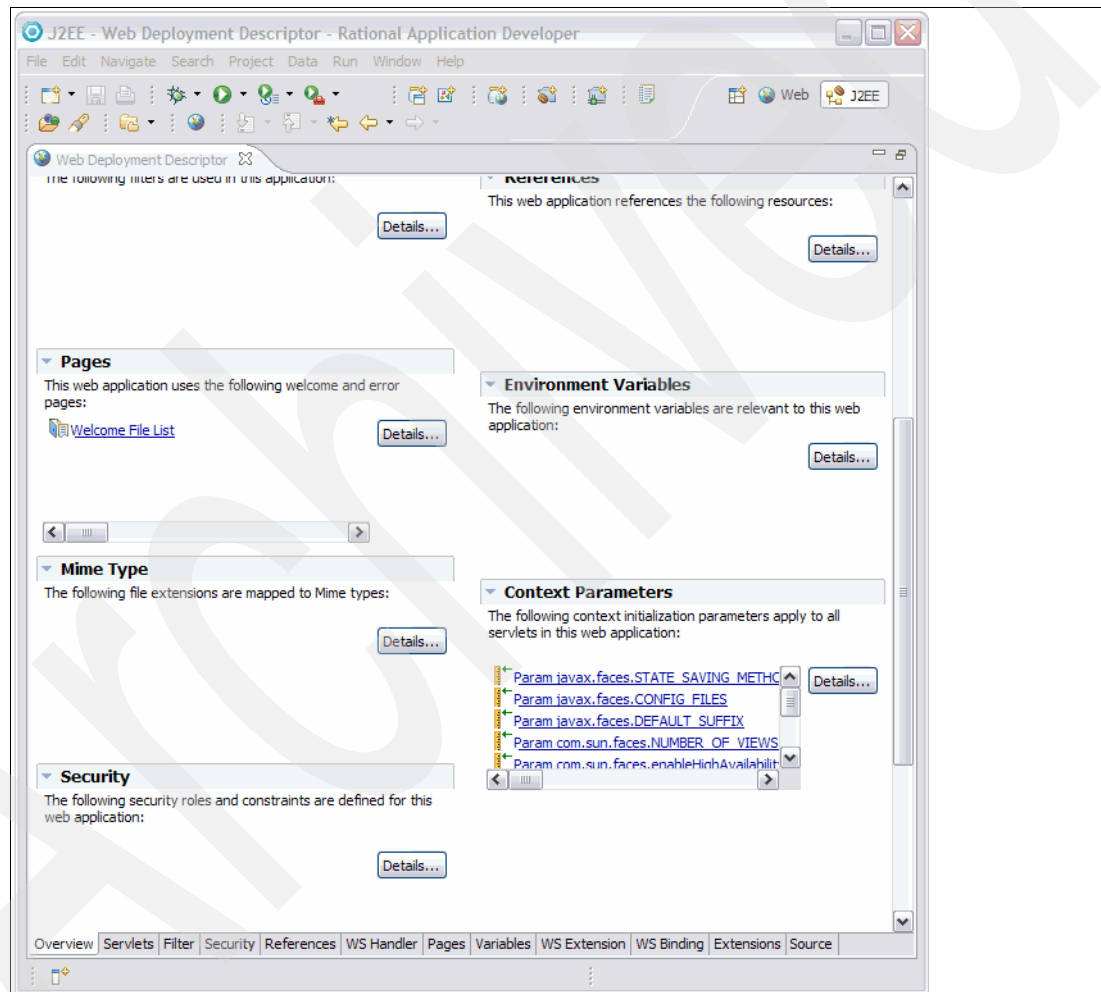 J2EE - Web Deployment Descriptor - Rational Application Developer
File Edit Navigate Search Project Data Run Window Help
Web J2EE
Web Deployment Descriptor
The following filters are used in this application:
Details...
References
This web application references the following resources:
Details...
Pages
This web application uses the following welcome and error
pages:
Welcome File List
Details...
Environment Variables
The following environment variables are relevant to this web
application:
Details...
Mime Type
The following file extensions are mapped to Mime types:
Details...
Context Parameters
The following context initialization parameters apply to all
servlets in this web application:
Param javax.faces.STATE_SAVING_METHO
Param javax.faces.CONFIG_FILES
Param javax.faces.DEFAULT_SUFFIX
Param com.sun.faces.NUMBER_OF_VIEWS
Param com.sun.faces.enableHighAvailabilit
Details...
Security
The following security roles and constraints are defined for this
web application:
Details...
Overview Servlets Filter Security References WS Handler Pages Variables WS Extension WS Binding Extensions Source
Archived